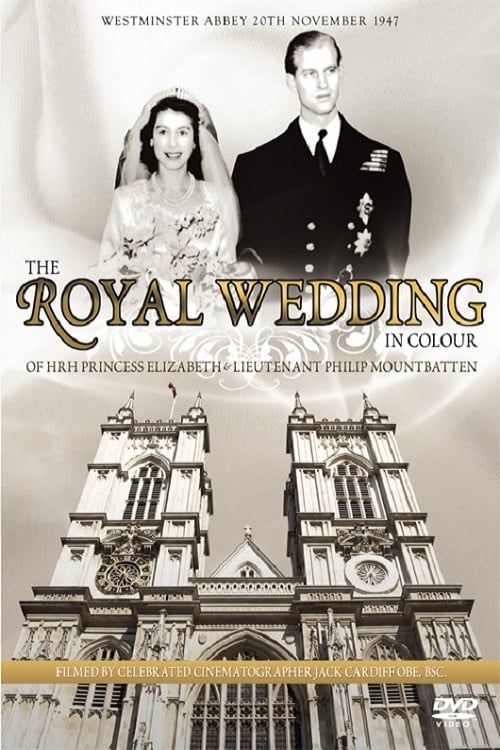 WESTMINSTER ABBEY 20TH NOVEMBER 1947
THE
ROYAL WEDDING
IN COLOUR
OF HRH PRINCESS ELIZABETH & LIEUTENANT PHILIP MOUNTBATTEN
FILMED BY CELEBRATED CINEMATOGRAPHER JACK CARDIFF OBE, BSC.
DVD
VIDEO